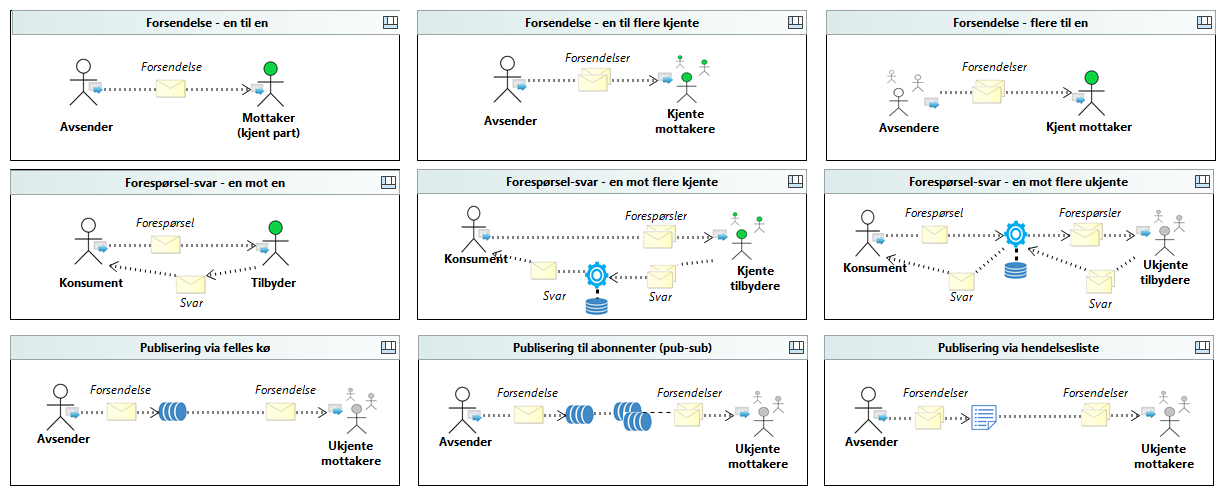 Forsendelse - en til en
Forsendelse
Avsender
Mottaker
(kjent part)
Forsendelse - en til flere kjente
Forsendelser
Avsender
Kjente
mottakere
Forsendelse - flere til en
Forsendelser
Avsendere
Kjent mottaker
Forespørsel-svar - en mot en
Forespørsel
Konsument
Tilbyder
Svar
Forespørsel-svar - en mot flere kjente
Forespørsler
Konsument
Kjente
tilbydere
Svar
Svar
Forespørsel-svar - en mot flere ukjente
Forespørsel
Forespørsler
Konsument
Ukjente
tilbydere
Svar
Svar
Publisering via felles kø
Forsendelse
Forsendelse
Avsender
Ukjente
mottakere
Publisering til abonnenter (pub-sub)
Forsendelse
Forsendelser
Avsender
Ukjente
mottakere
Publisering via hendelsesliste
Forsendelser
Forsendelser
Avsender
Ukjente
mottakere